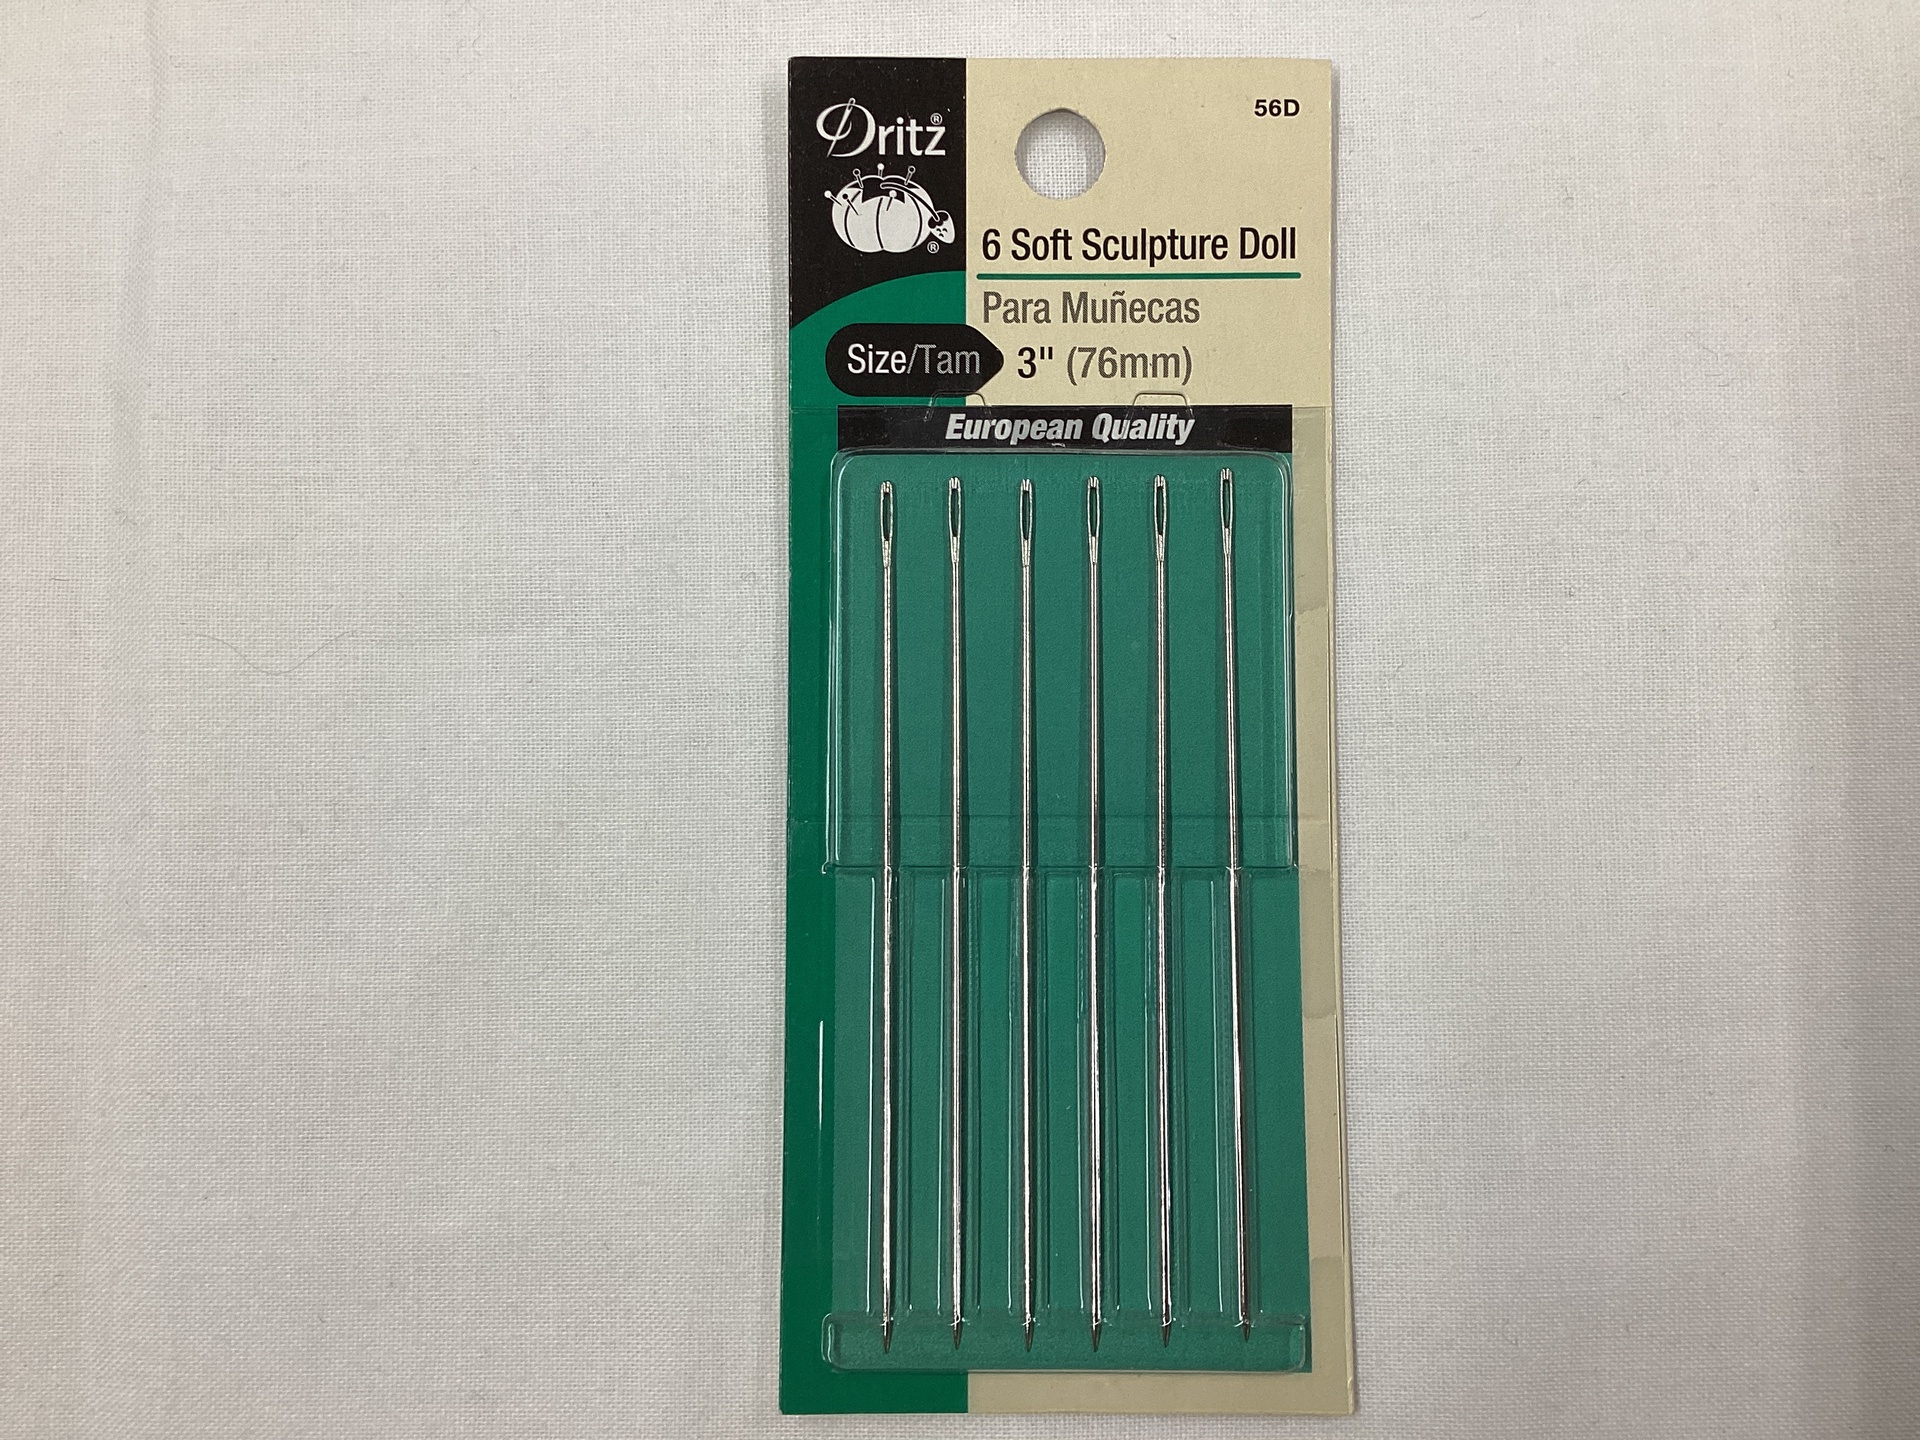 Dritz®
®
56D
6 Soft Sculpture Doll
Para Muñecas
Size/Tam 3" (76mm)
European Quality